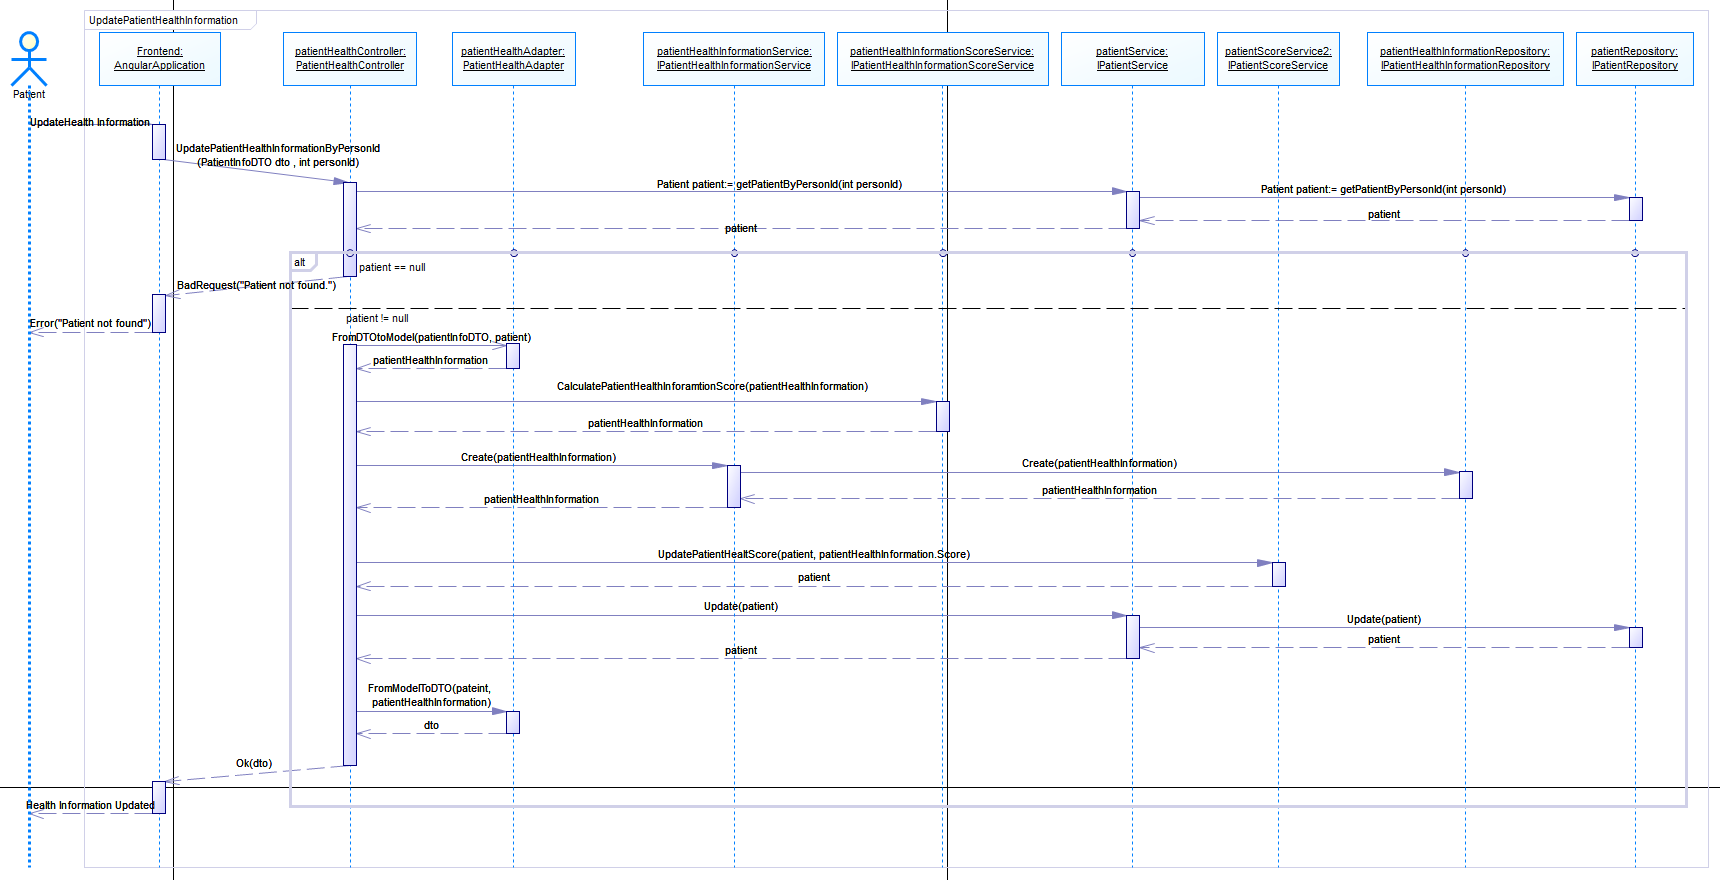 UpdatePatientHealthInformation
Patient
Frontend:
AngularApplication
patientHealthController:
PatientHealthController
patientHealthAdapter:
PatientHealthAdapter
patientHealthInformationService:
IPatientHealthInformationService
patientHealthInformationScoreService:
IPatientHealthInformationScoreService
patientService:
IPatientService
patientScoreService2:
IPatientScoreService
patientHealthInformationRepository:
IPatientHealthInformationRepository
patientRepository:
IPatientRepository
UpdateHealth Information
UpdatePatientHealthInformationByPersonId
(PatientInfoDTO dto , int personId)
Patient patient:= getPatientByPersonId(int personId)
Patient patient:= getPatientByPersonId(int personId)
patient
patient
alt
patient == null
BadRequest("Patient not found.")
Error("Patient not found")
patient != null
FromDTOtoModel(patientInfoDTO, patient)
patientHealthInformation
CalculatePatientHealthInforamtionScore(patientHealthInformation)
patientHealthInformation
Create(patientHealthInformation)
Create(patientHealthInformation)
patientHealthInformation
patientHealthInformation
UpdatePatientHealtScore(patient, patientHealthInformation.Score)
patient
Update(patient)
Update(patient)
patient
patient
FromModelToDTO(pateint,
patientHealthInformation)
dto
Ok(dto)
Health Information Updated